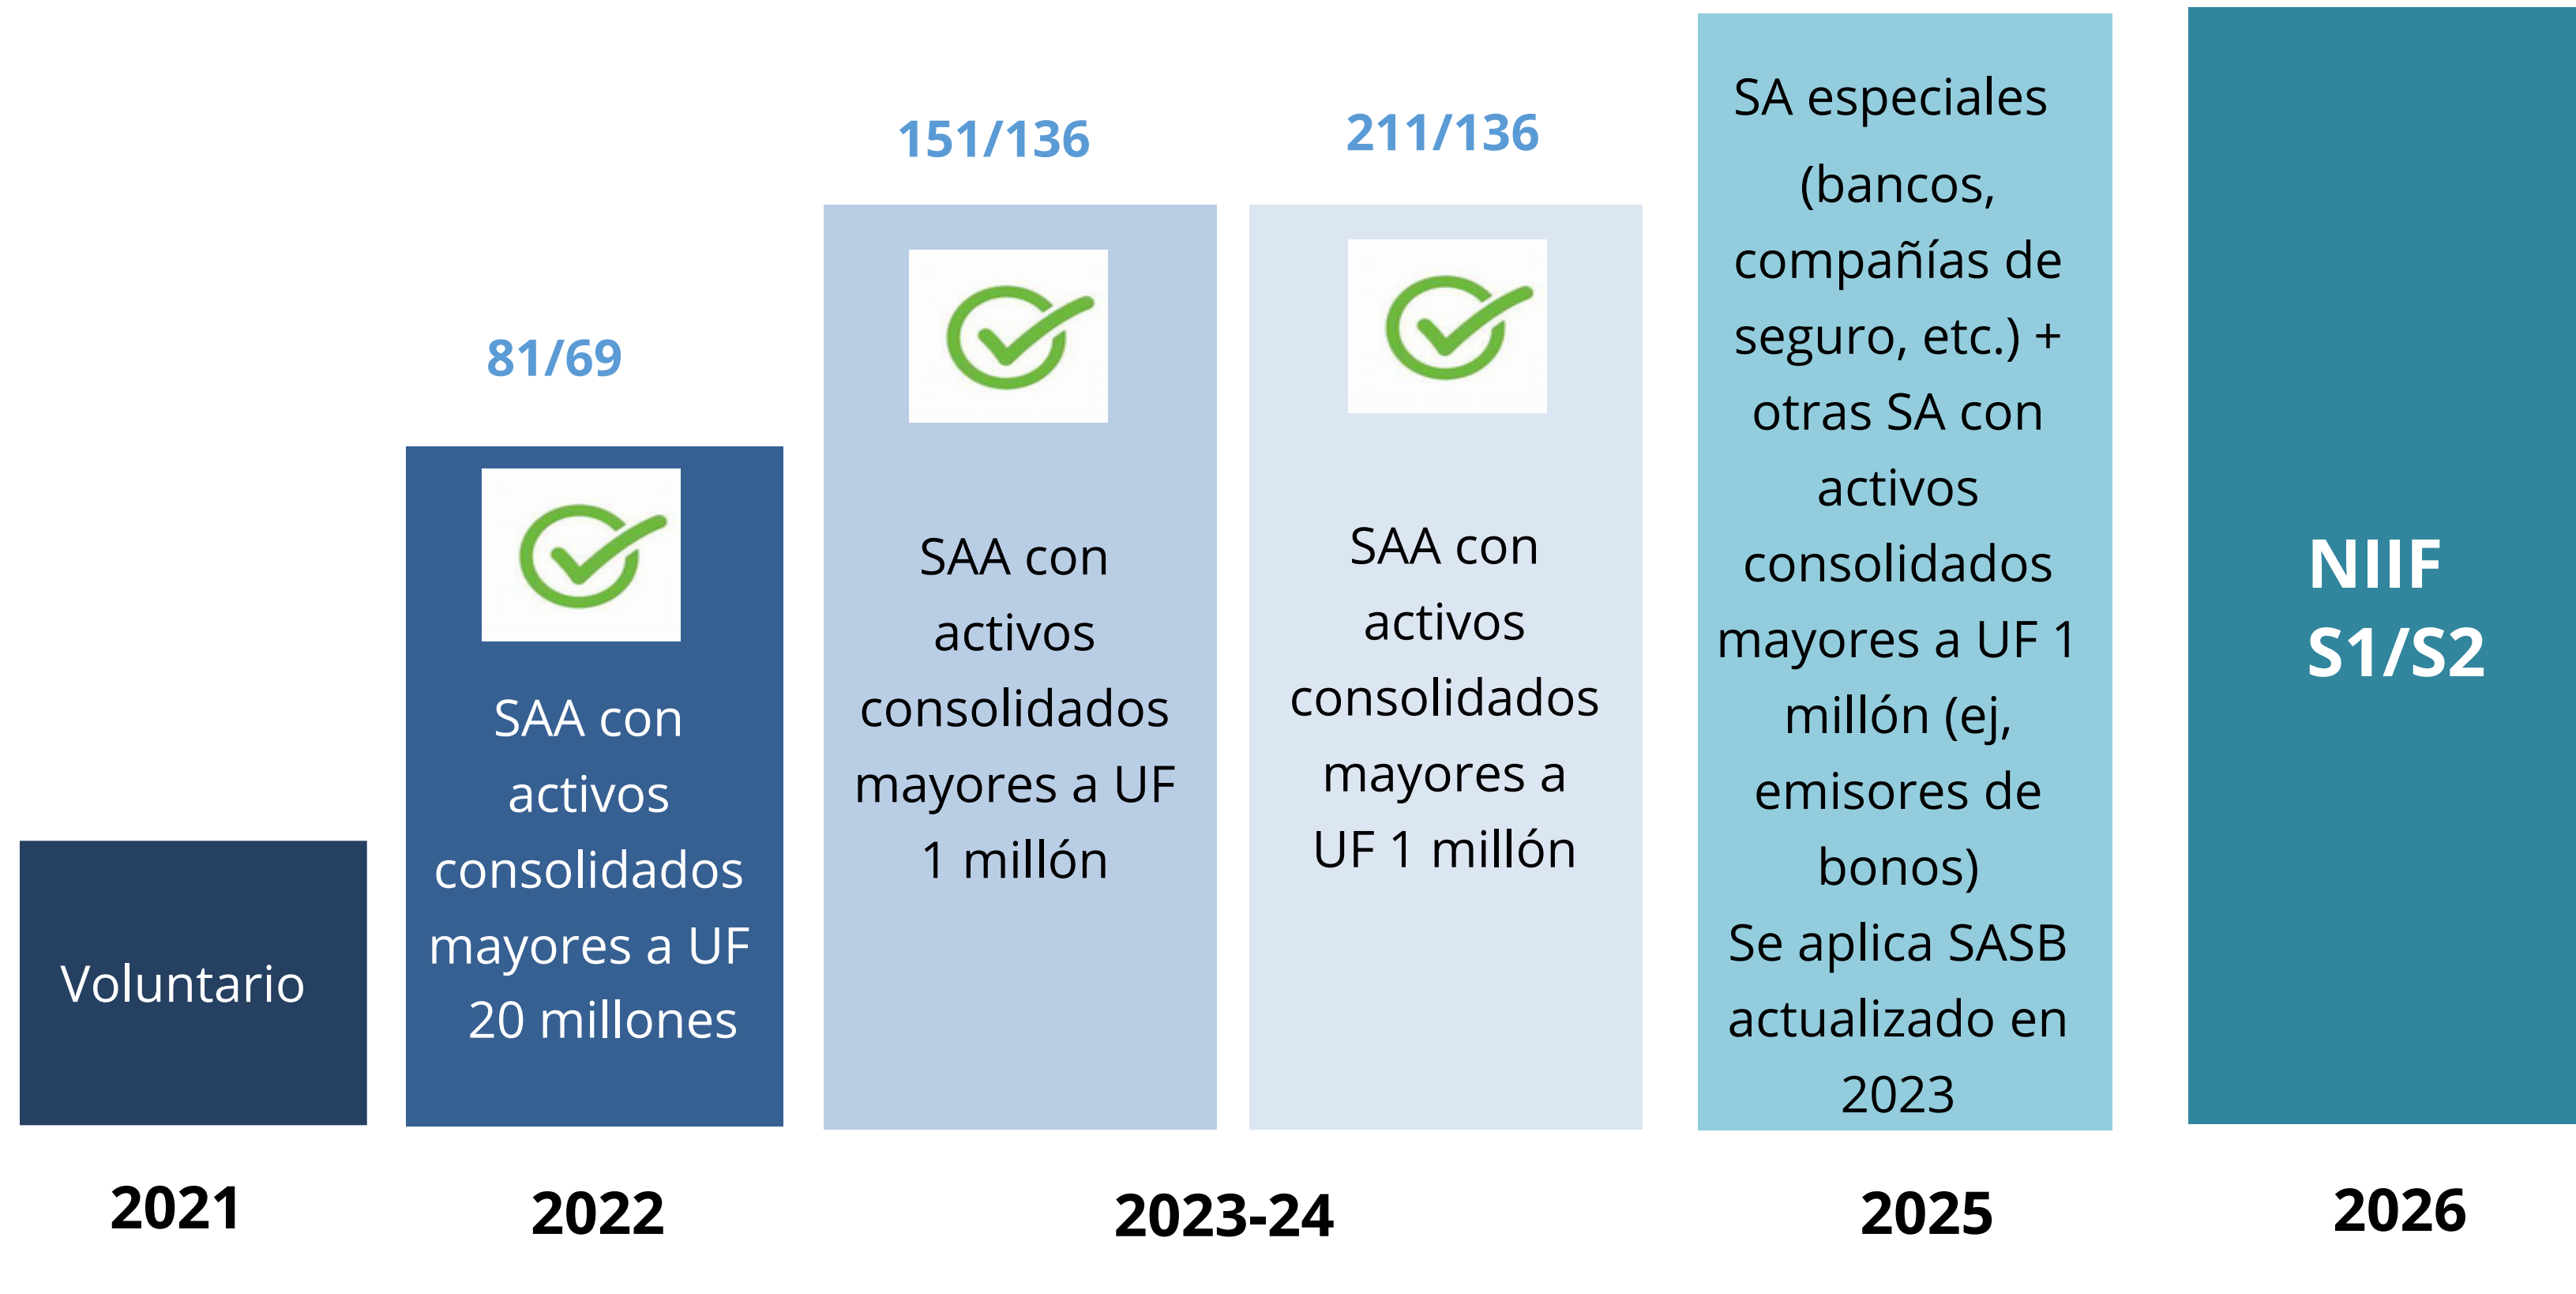 Voluntario
2021
81/69
SAA con
activos
consolidados
mayores a UF
20 millones
2022
151/136
SAA con
activos
consolidados
mayores a UF
1 millón
211/136
SAA con
activos
consolidados
mayores a
UF 1 millón
2023-24
SA especiales
(bancos,
compañías de
seguro, etc.) +
otras SA con
activos
consolidados
mayores a UF 1
millón (ej,
emisores de
bonos)
Se aplica SASB
actualizado en
2023
2025
NIIF
S1/S2
2026